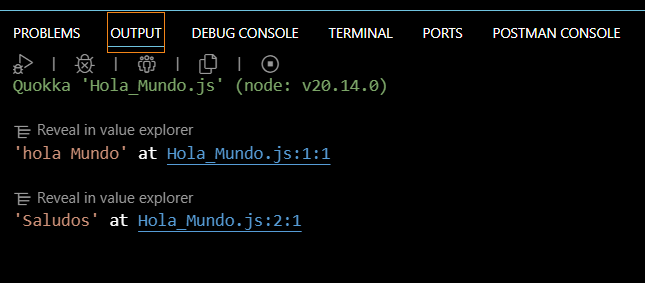 PROBLEMS OUTPUT DEBUG CONSOLE TERMINAL PORTS POSTMAN CONSOLE
Quokka 'Hola_Mundo.js' (node: v20.14.0)
Reveal in value explorer
'hola Mundo' at Hola_Mundo.js:1:1
Reveal in value explorer
'Saludos' at Hola_Mundo.js:2:1